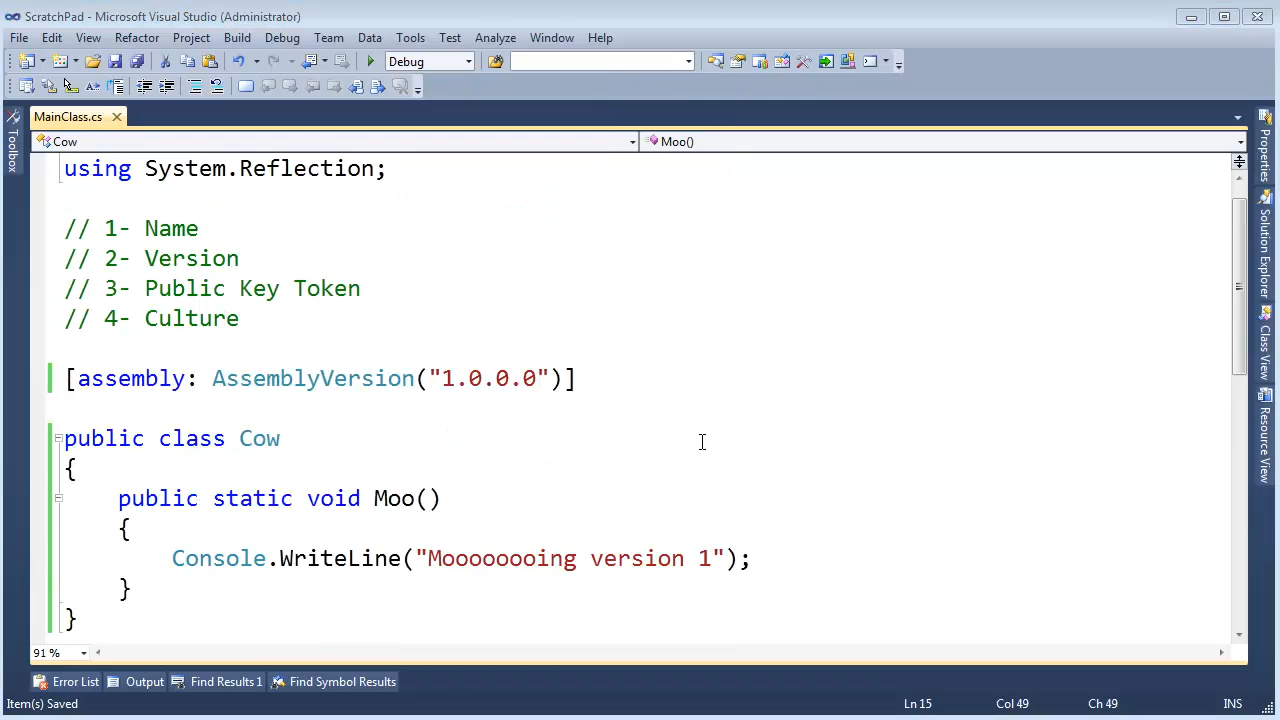 ScratchPad - Microsoft Visual Studio (Administrator)
File Edit View Refactor Project Build Debug Team Data Tools Test Analyze Window Help
Debug
MainClass.cs
Cow Moo()
Toolbox
Properties
Solution Explorer
Class View
Resource View
using System.Reflection;
// 1- Name
// 2- Version
// 3- Public Key Token
// 4- Culture
[assembly: AssemblyVersion("1.0.0.0")]
public class Cow
{
public static void Moo()
{
Console.WriteLine("Moooooooing version 1");
}
}
91 %
Error List Output Find Results 1 Find Symbol Results
Item(s) Saved Ln 15 Col 49 Ch 49 INS